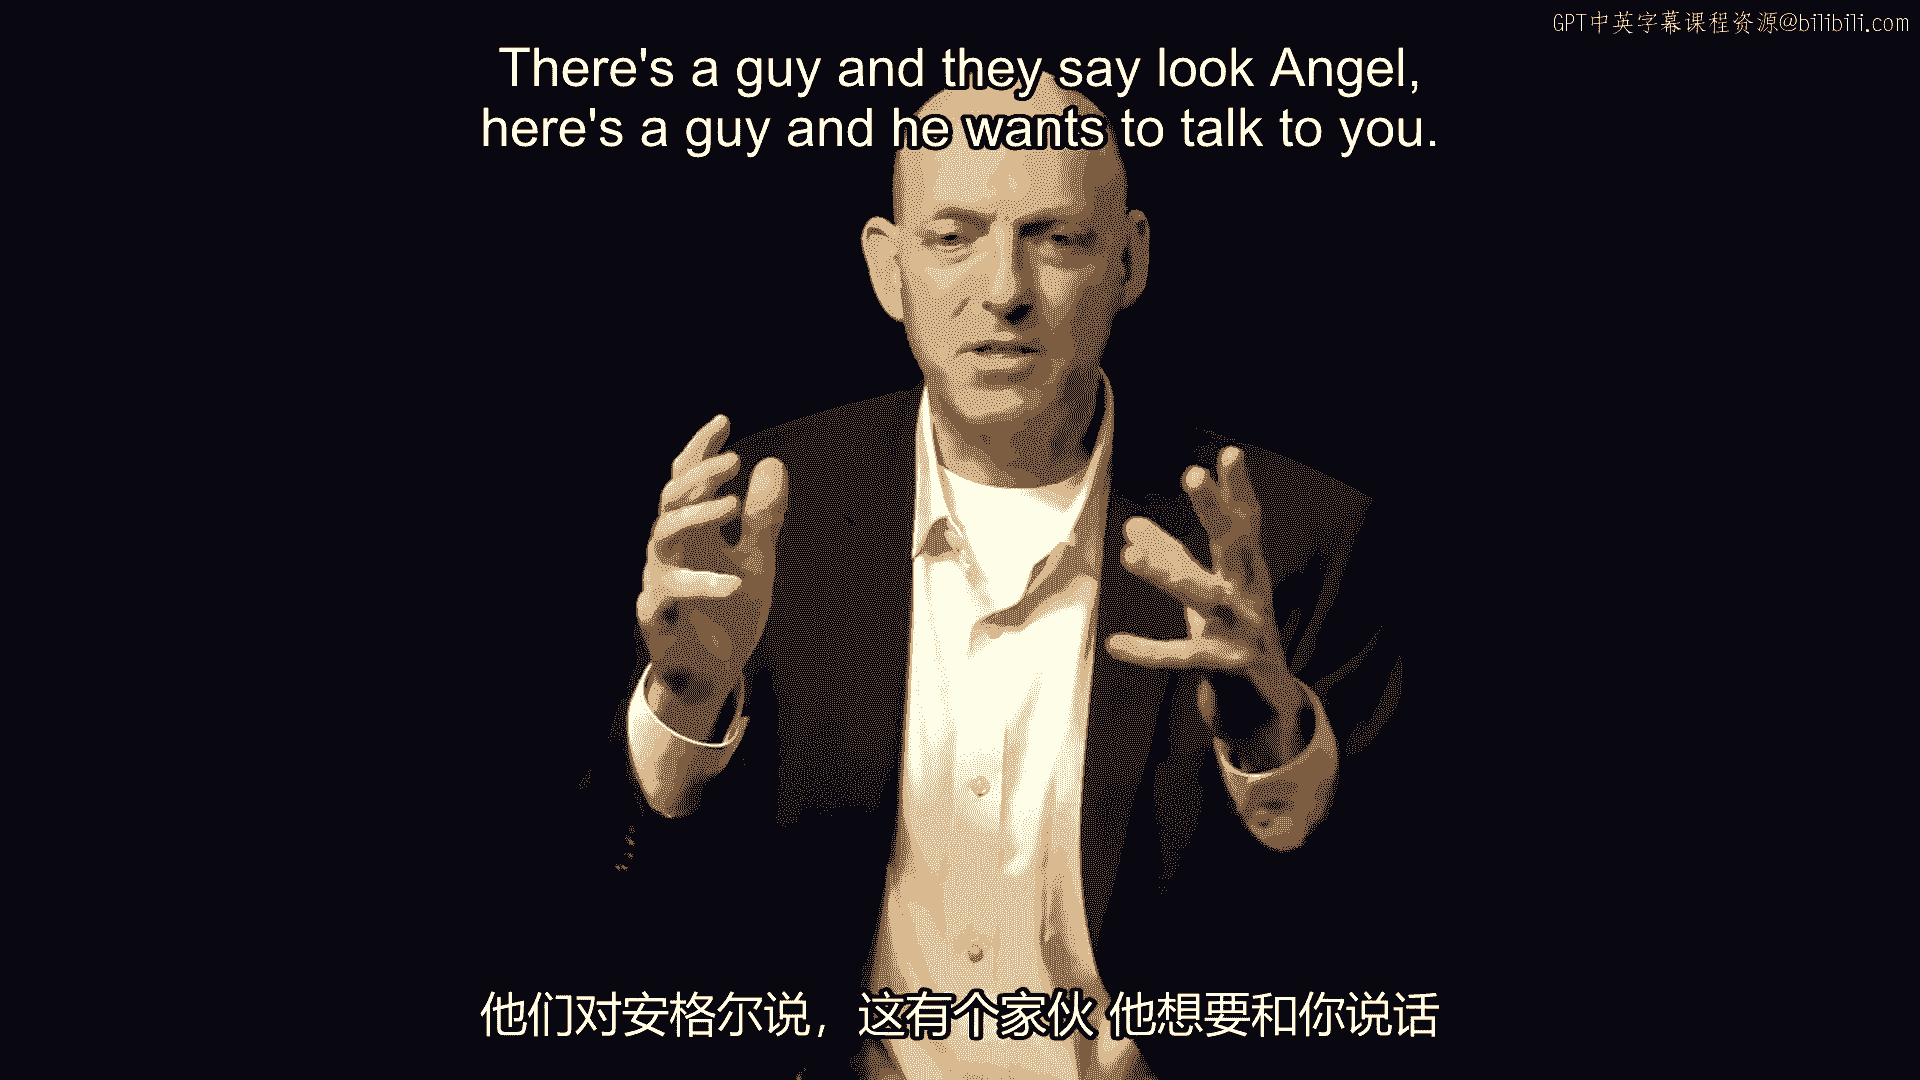 GPT中英字幕课程资源@bilibili.com
There's a guy and they say look Angel,
here's a guy and he wants to talk to you.
他们对安格尔说，这有个家伙 他想要和你说话